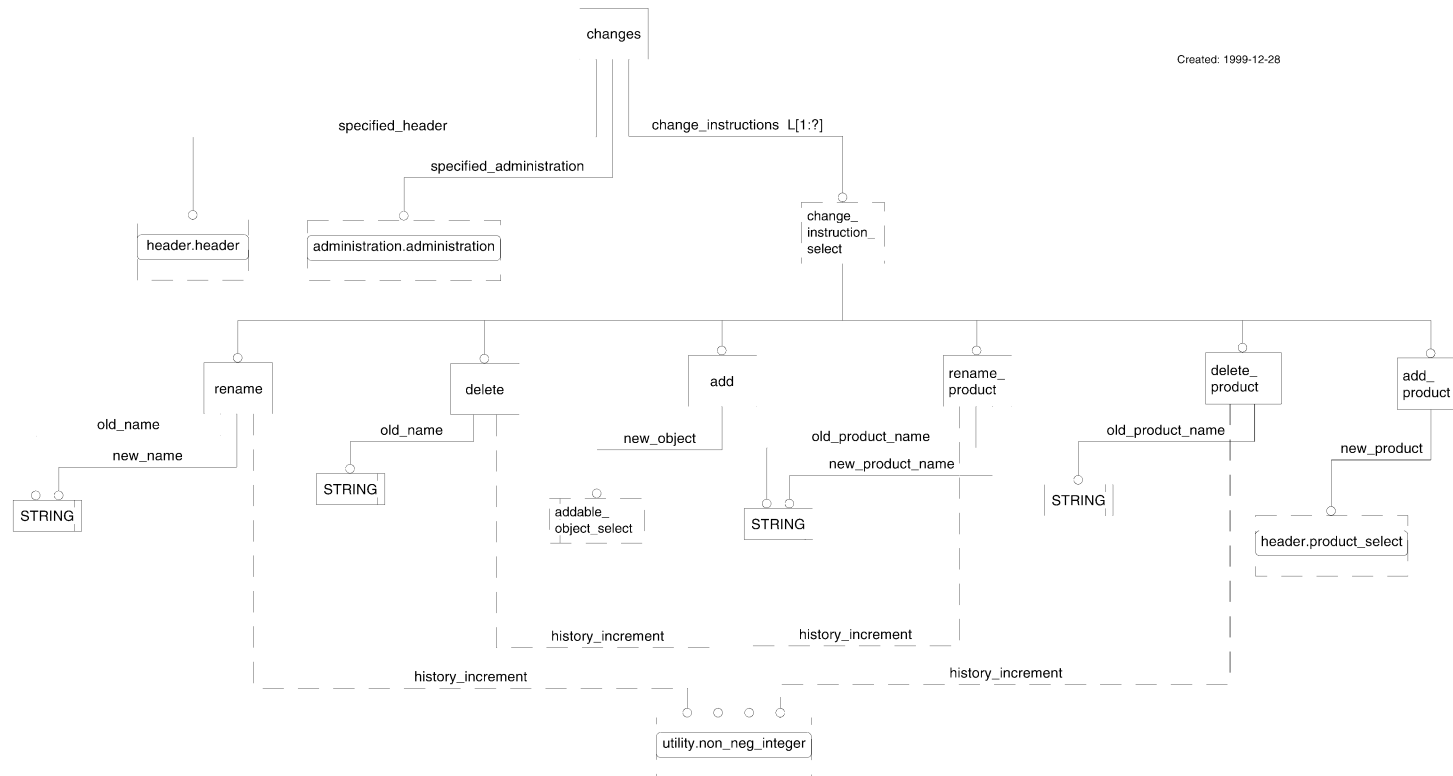 changes
Created: 1999-12-28
specified_header
change_instructions L[1:?]
specified_administration
change_
instruction_
select
header.header
administration.administration
rename
delete
add
rename_
product
delete_
product
add_
product
old_name
new_name
old_name
new_object
old_product_name
new_product_name
old_product_name
new_product
STRING
STRING
addable_
object_select
STRING
STRING
header.product_select
history_increment
history_increment
history_increment
history_increment
utility.non_neg_integer